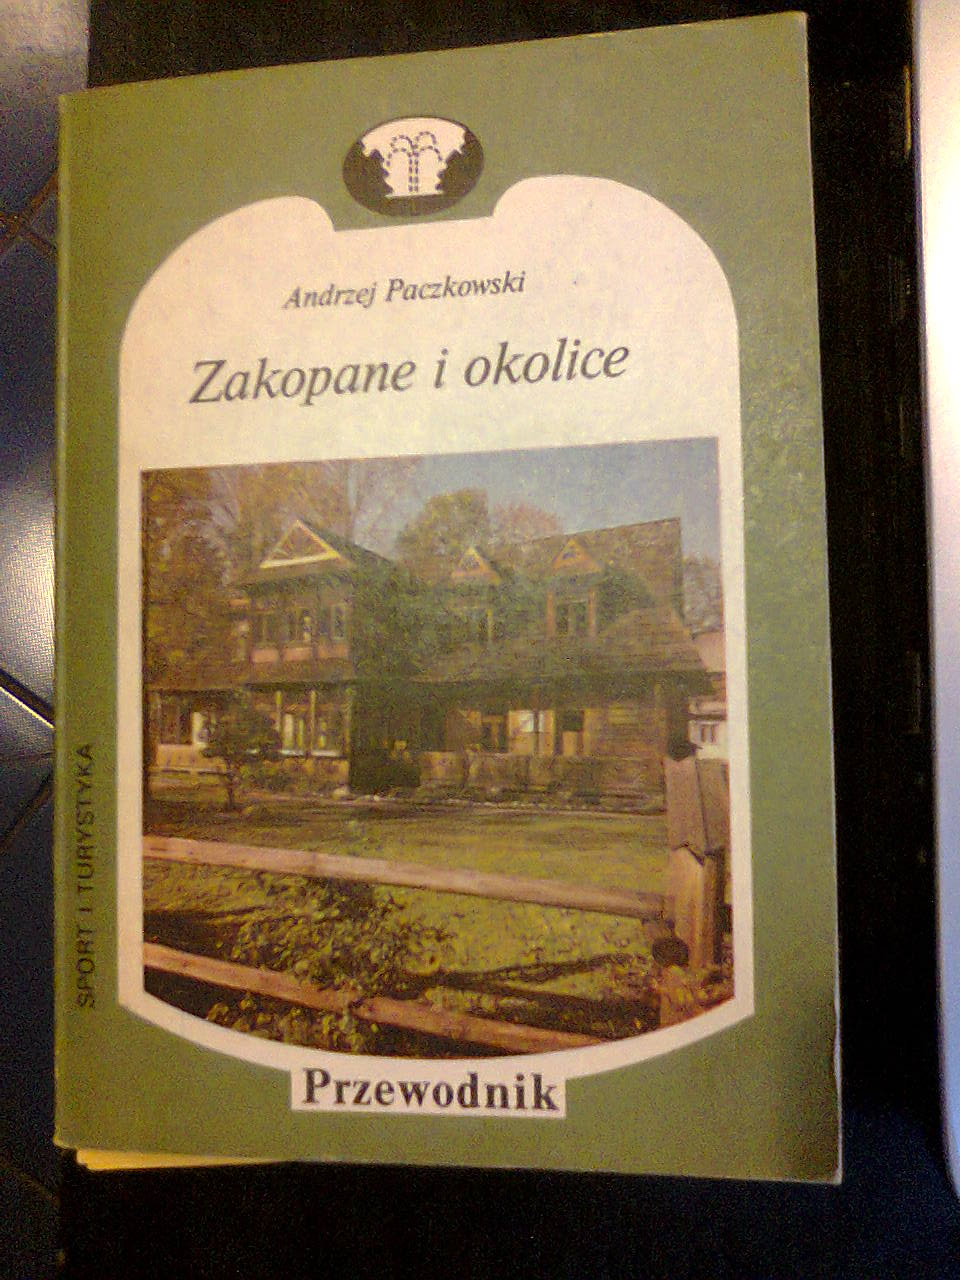 Andrzej Paczkowski
Zakopane i okolice
SPORT I TURYSTYKA
Przewodnik